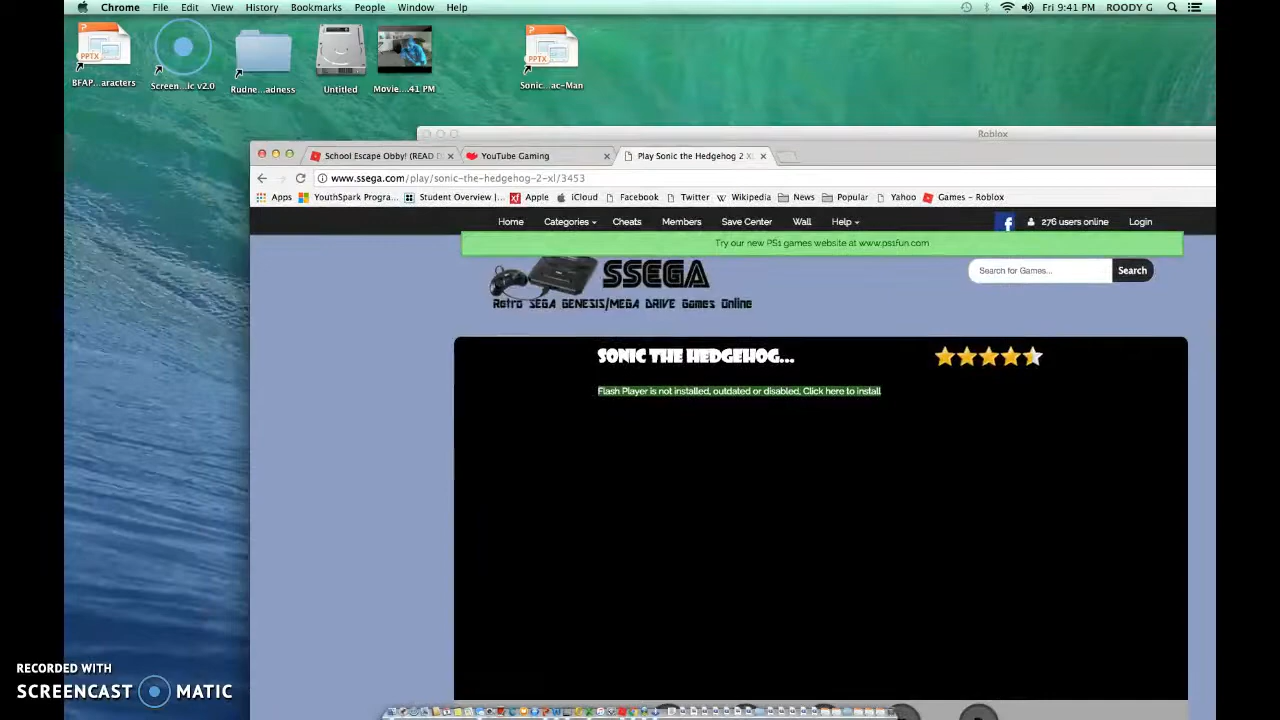 Chrome File Edit View History Bookmarks People Window Help Fri 9:41 PM ROODY G
PPTX
PPTX
BFAP...aracters Screen...ic v2.0 Rudne...adness Untitled Movie...41 PM Sonic...ac-Man
Roblox
School Escape Obby! (READ D YouTube Gaming Play Sonic the Hedgehog 2 XL
www.ssega.com/play/sonic-the-hedgehog-2-xl/3453
Apps YouthSpark Progra... Student Overview |... Apple iCloud Facebook Twitter Wikipedia News Popular Yahoo Games - Roblox
Home Categories Cheats Members Save Center Wall Help 276 users online Login
Try our new PS1 games website at www.ps1fun.com
SSEGA
Search for Games... Search
Retro SEGA GENESIS/MEGA DRIVE Games Online
SONIC THE HEDGEHOG...
Flash Player is not installed, outdated or disabled, Click here to install
RECORDED WITH
SCREENCAST MATIC